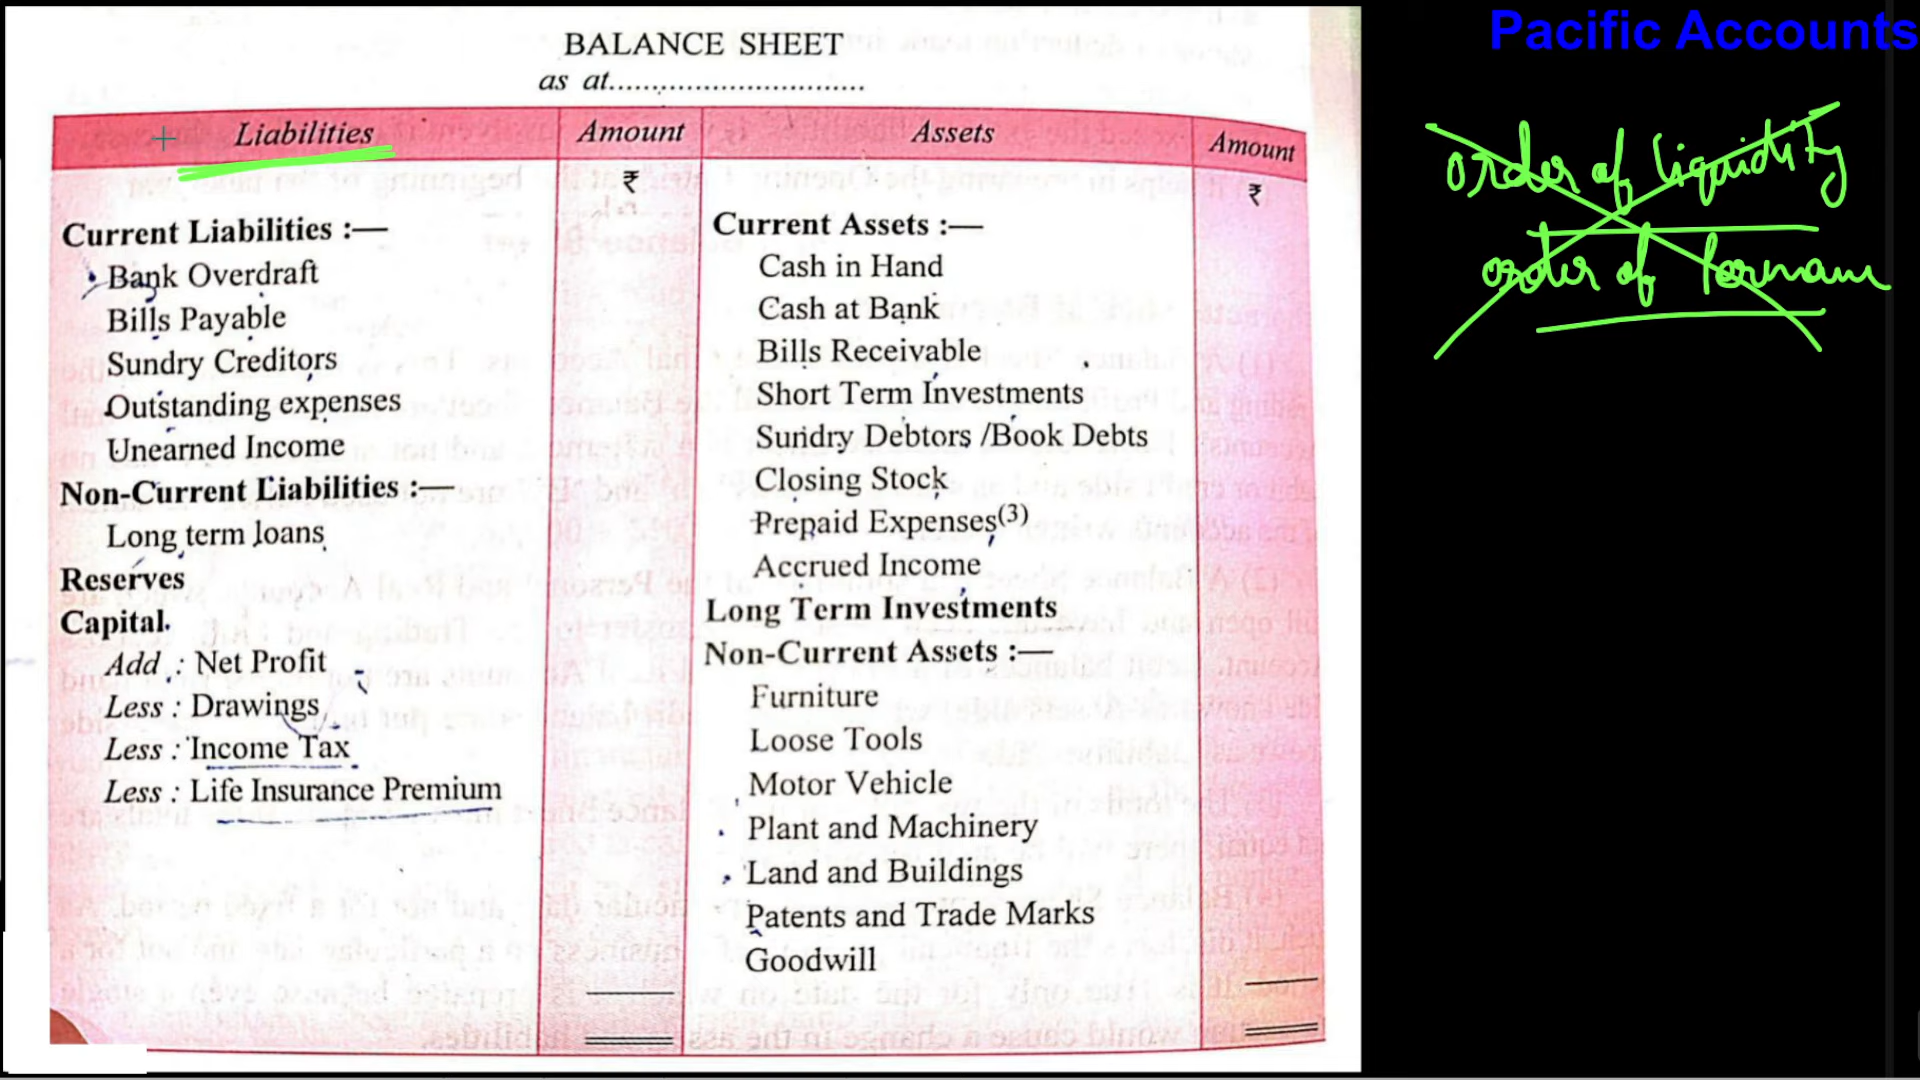 Pacific Accounts
BALANCE SHEET
as at.............................
Liabilities Amount Assets Amount
₹ ₹
Current Liabilities :—
Bank Overdraft
Bills Payable
Sundry Creditors
Outstanding expenses
Unearned Income
Non-Current Liabilities :—
Long term loans
Reserves
Capital.
Add : Net Profit
Less : Drawings
Less : Income Tax
Less : Life Insurance Premium
Current Assets :—
Cash in Hand
Cash at Bank
Bills Receivable
Short Term Investments
Sundry Debtors /Book Debts
Closing Stock
Prepaid Expenses(3)
Accrued Income
Long Term Investments
Non-Current Assets :—
Furniture
Loose Tools
Motor Vehicle
Plant and Machinery
Land and Buildings
Patents and Trade Marks
Goodwill
order of liquidity
order of